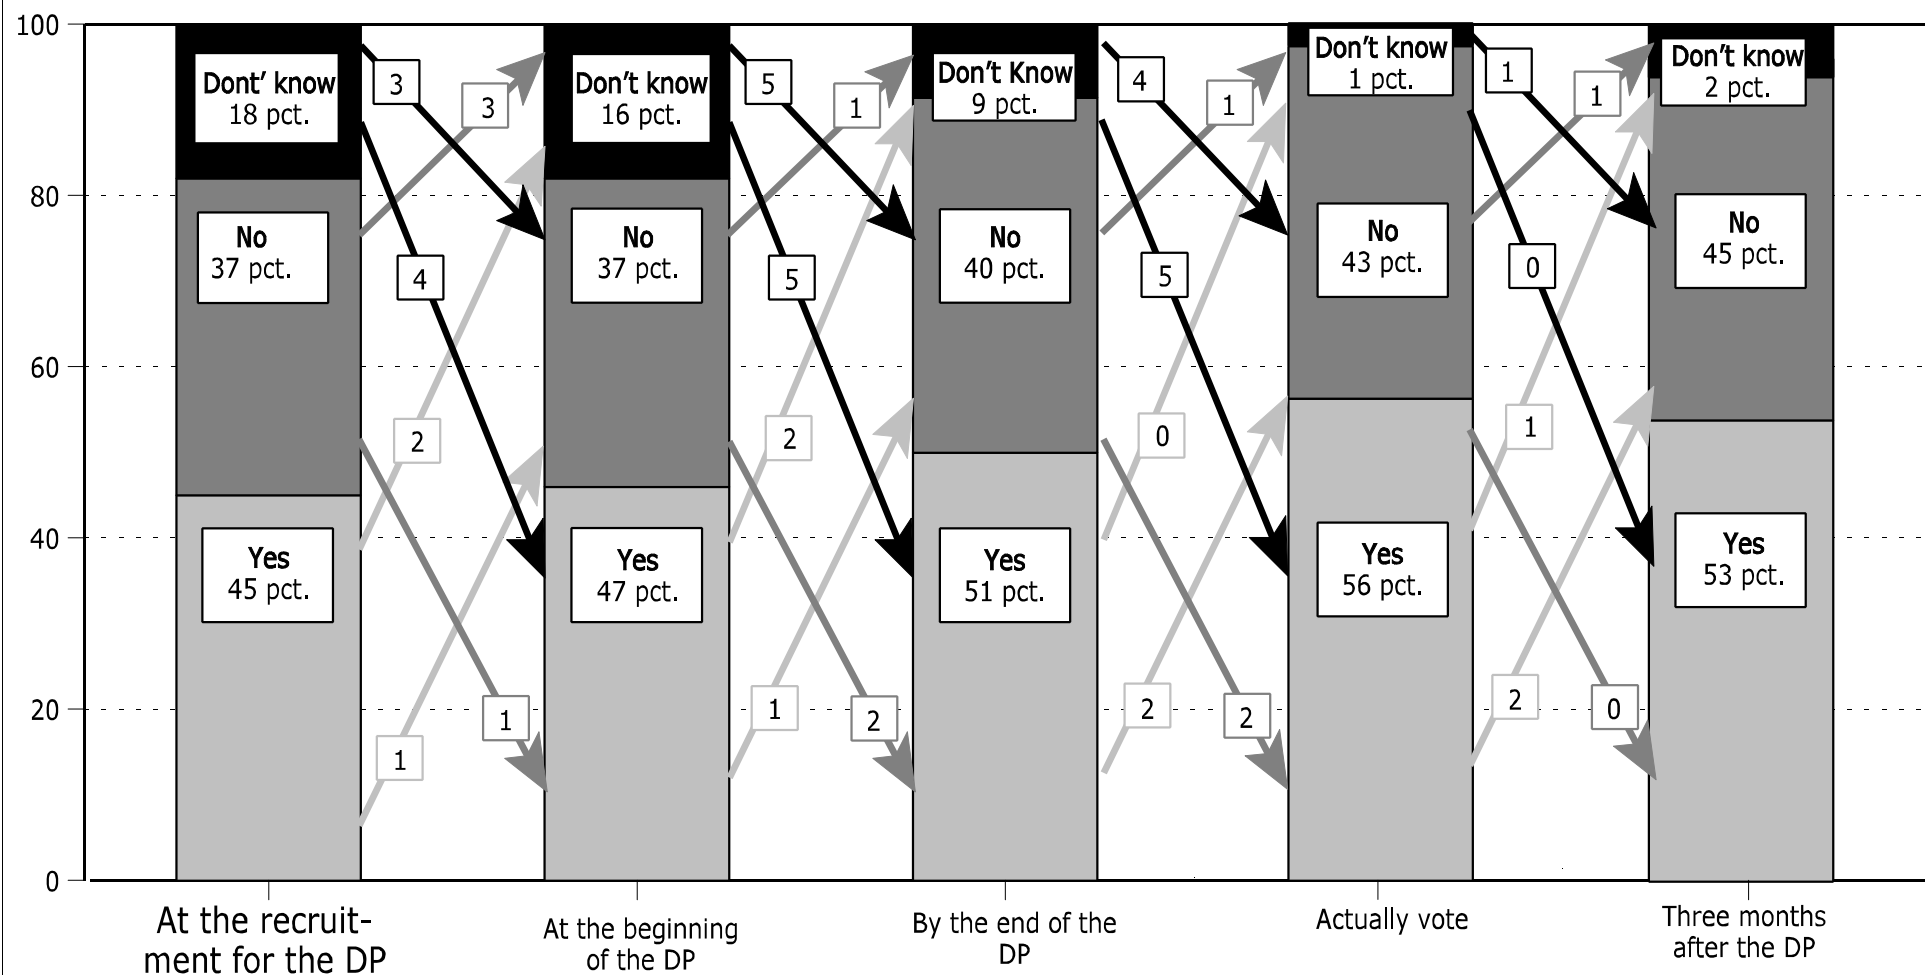 100
80
60
40
20
0
Dont' know
18 pct.
No
37 pct.
Yes
45 pct.
3
3
4
2
1
1
Don't know
16 pct.
No
37 pct.
Yes
47 pct.
5
1
5
2
1
2
Don't Know
9 pct.
No
40 pct.
Yes
51 pct.
4
1
5
0
2
2
Don't know
1 pct.
No
43 pct.
Yes
56 pct.
1
1
0
1
2
0
Don't know
2 pct.
No
45 pct.
Yes
53 pct.
At the recruit-
ment for the DP
At the beginning
of the DP
By the end of the
DP
Actually vote
Three months
after the DP